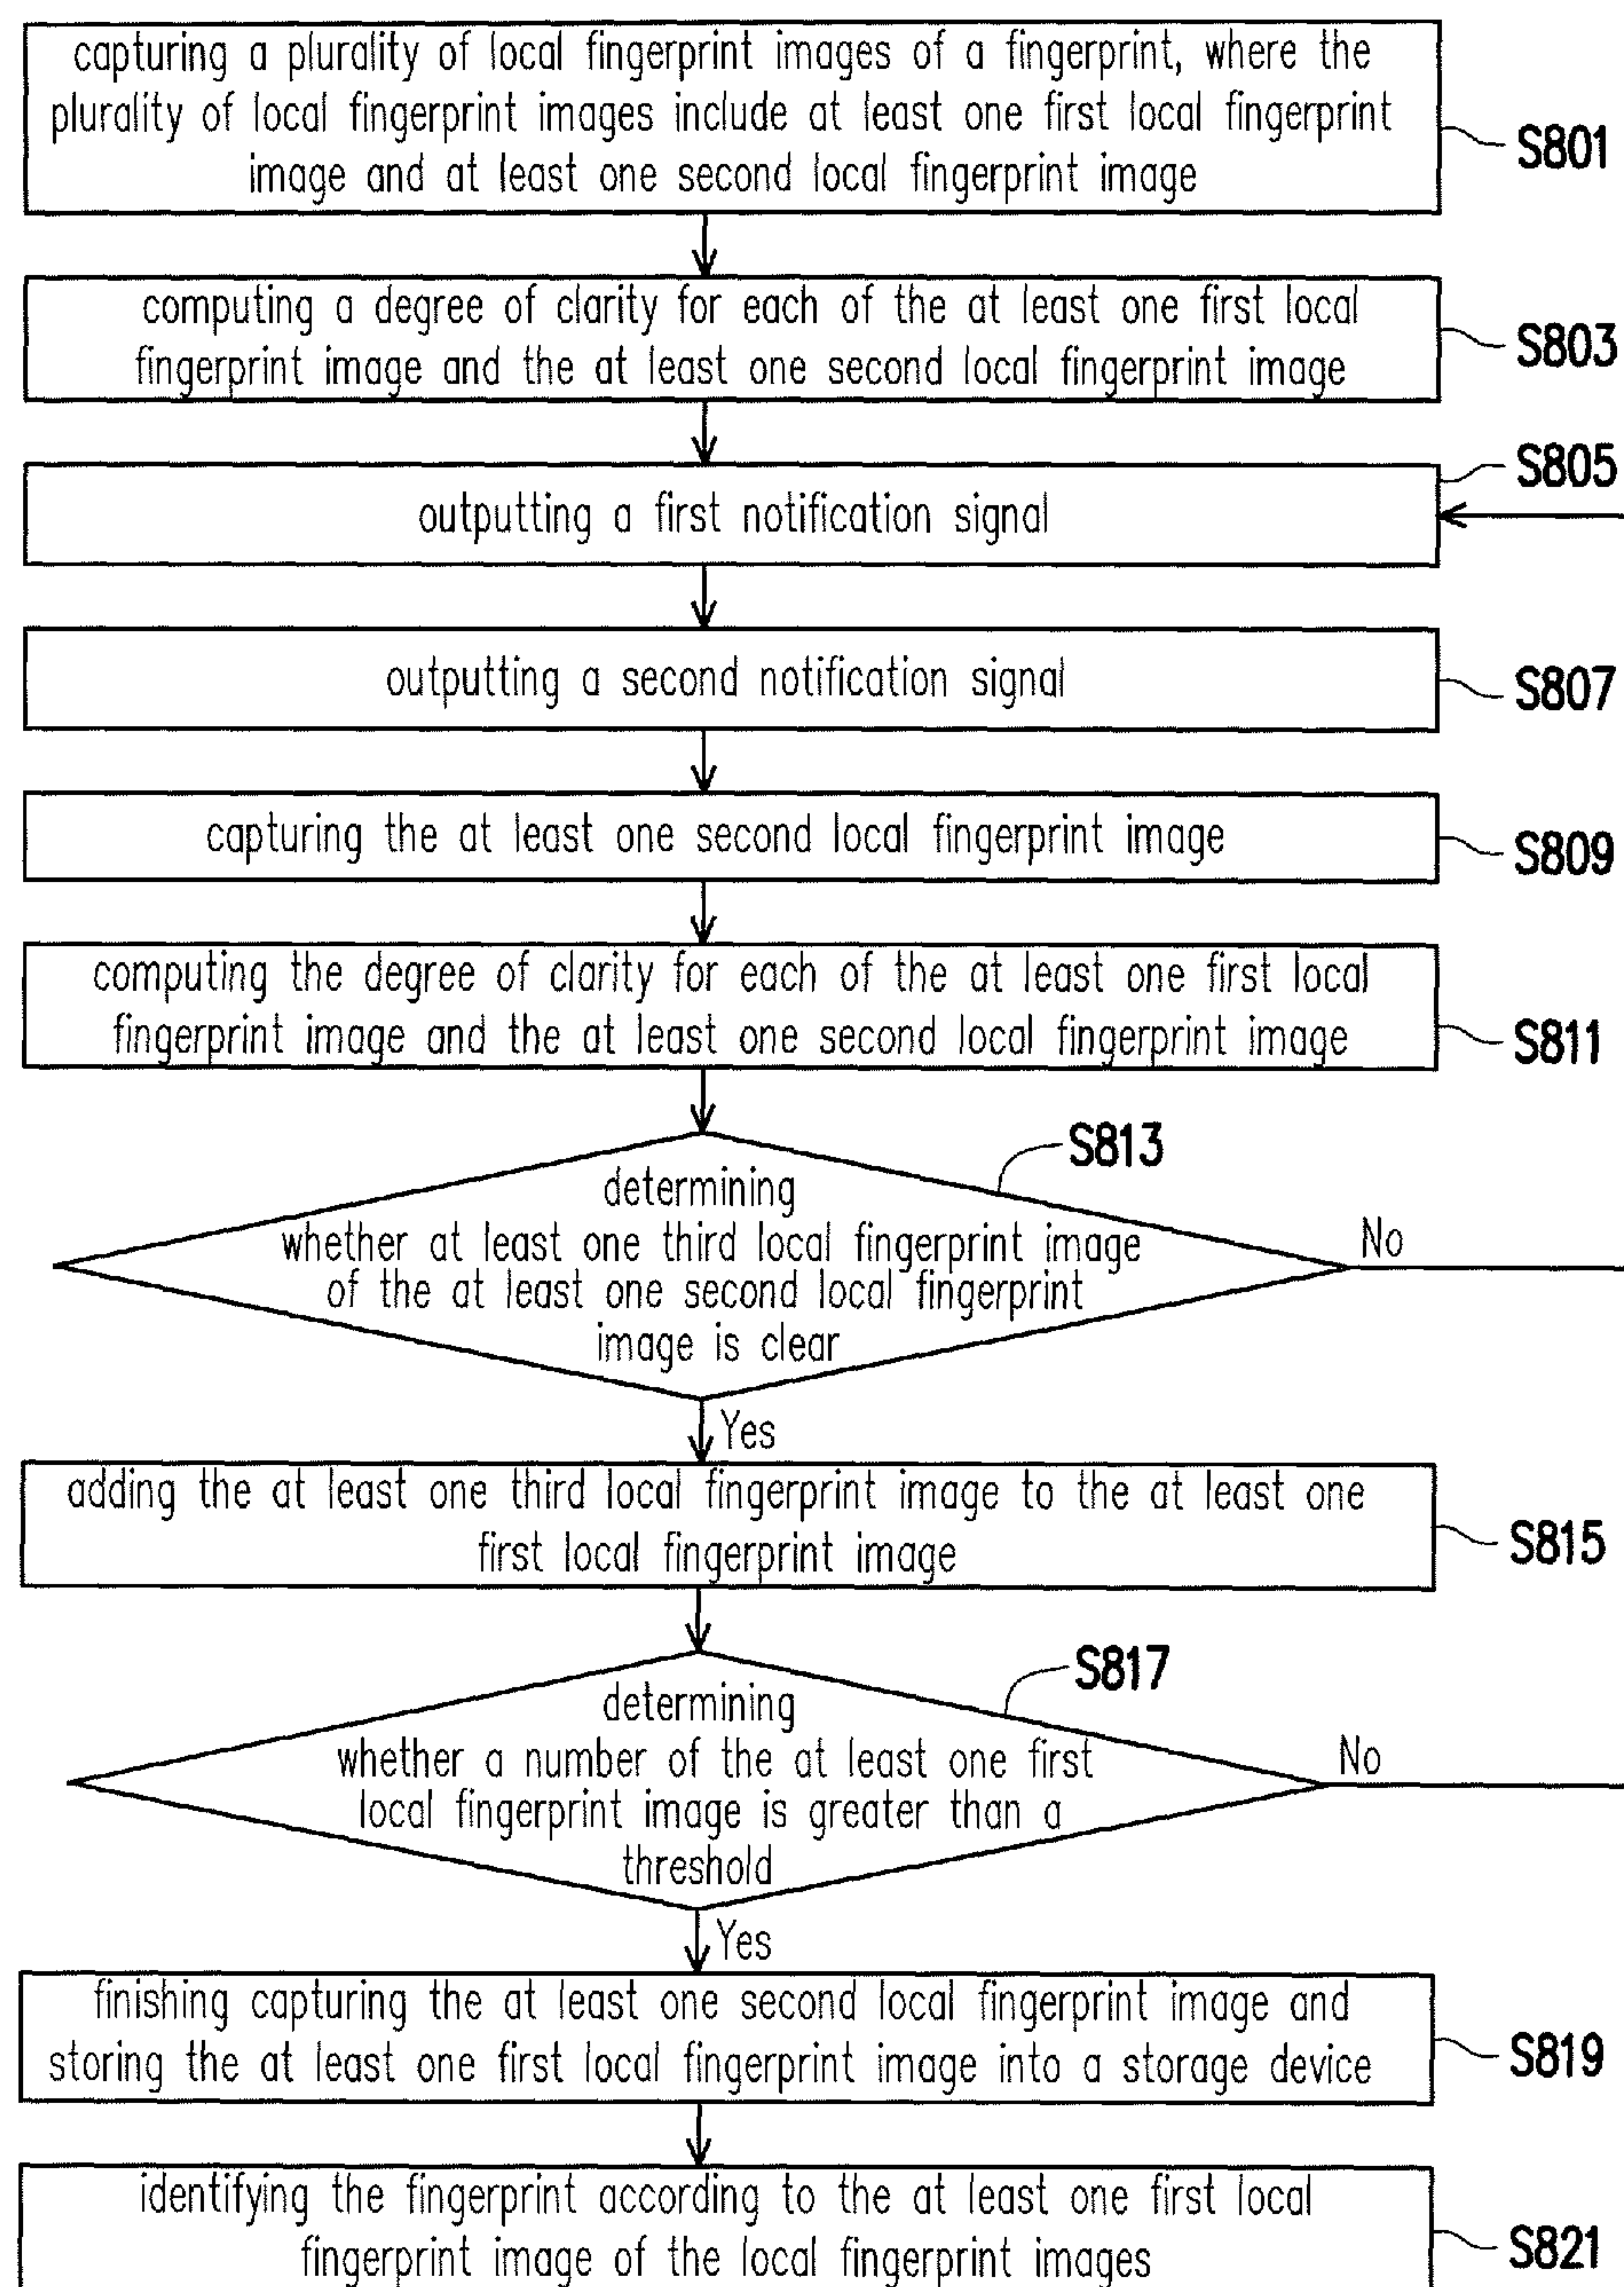 capturing a plurality of local fingerprint images of a fingerprint, where the
plurality of local fingerprint images include at least one first local fingerprint
image and at least one second local fingerprint image
S801
computing a degree of clarity for each of the at least one first local
fingerprint image and the at least one second local fingerprint image
S803
S805
outputting a first notification signal
outputting a second notification signal
S807
capturing the at least one second local fingerprint image
S809
computing the degree of clarity for each of the at least one first local
fingerprint image and the at least one second local fingerprint image
S811
S813
determining
whether at least one third local fingerprint image
of the at least one second local fingerprint
image is clear
No
Yes
adding the at least one third local fingerprint image to the at least one
first local fingerprint image
S815
S817
determining
whether a number of the at least one first
local fingerprint image is greater than a
threshold
No
Yes
finishing capturing the at least one second local fingerprint image and
storing the at least one first local fingerprint image into a storage device
S819
identifying the fingerprint according to the at least one first local
fingerprint image of the local fingerprint images
S821